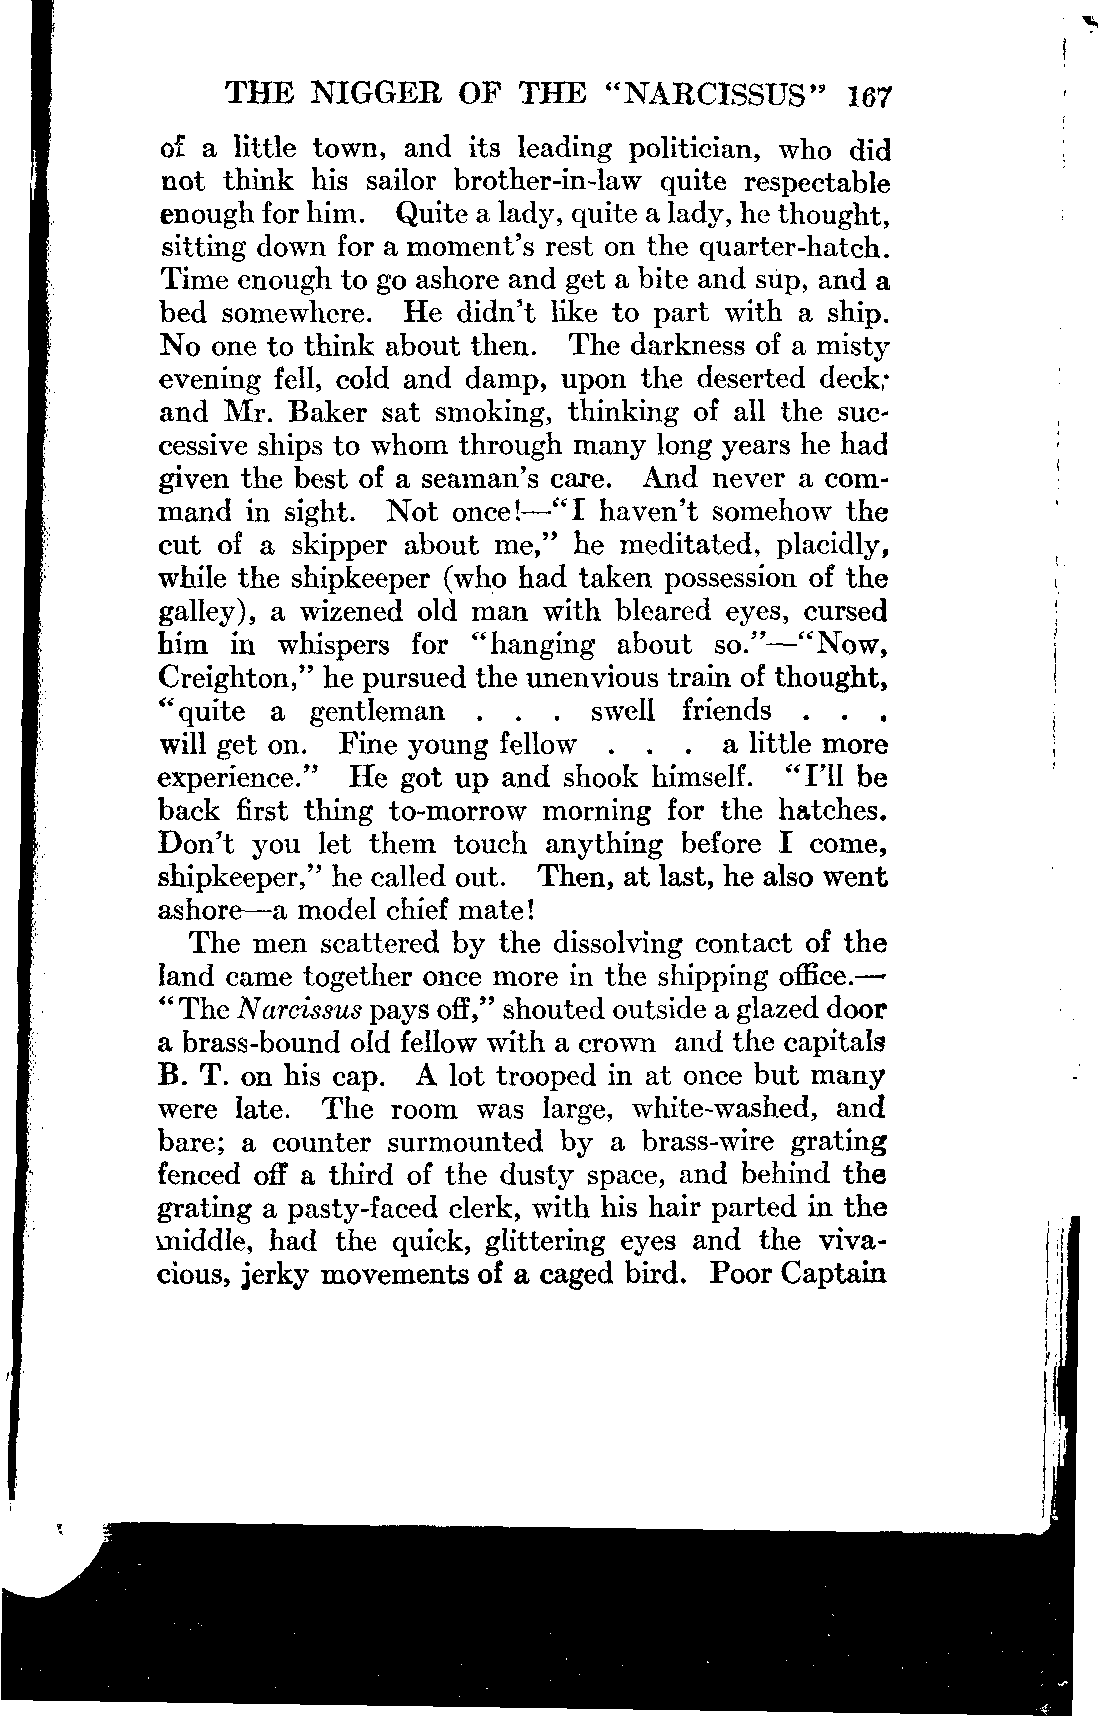 THE NIGGER OF THE "NARCISSUS" 167
of a little town, and its leading politician, who did
not think his sailor brother-in-law quite respectable
enough for him. Quite a lady, quite a lady, he thought,
sitting down for a moment's rest on the quarter-hatch.
Time enough to go ashore and get a bite and sup, and a
bed somewhere. He didn't like to part with a ship.
No one to think about then. The darkness of a misty
evening fell, cold and damp, upon the deserted deck;
and Mr. Baker sat smoking, thinking of all the suc-
cessive ships to whom through many long years he had
given the best of a seaman's care. And never a com-
mand in sight. Not once!—"I haven't somehow the
cut of a skipper about me," he meditated, placidly,
while the shipkeeper (who had taken possession of the
galley), a wizened old man with bleared eyes, cursed
him in whispers for "hanging about so."—"Now,
Creighton," he pursued the unenvious train of thought,
"quite a gentleman . . . swell friends . . .
will get on. Fine young fellow . . . a little more
experience." He got up and shook himself. "I'll be
back first thing to-morrow morning for the hatches.
Don't you let them touch anything before I come,
shipkeeper," he called out. Then, at last, he also went
ashore—a model chief mate!
The men scattered by the dissolving contact of the
land came together once more in the shipping office.—
"The Narcissus pays off," shouted outside a glazed door
a brass-bound old fellow with a crown and the capitals
B. T. on his cap. A lot trooped in at once but many
were late. The room was large, white-washed, and
bare; a counter surmounted by a brass-wire grating
fenced off a third of the dusty space, and behind the
grating a pasty-faced clerk, with his hair parted in the
middle, had the quick, glittering eyes and the viva-
cious, jerky movements of a caged bird. Poor Captain